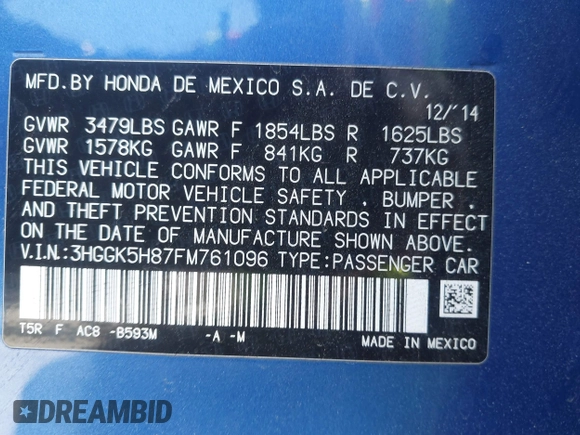 MFD.BY HONDA DE MEXICO S.A. DE C.V.
12/'14
GVWR 3479LBS GAWR F 1854LBS R 1625LBS
GVWR 1578KG GAWR F 841KG R 737KG
THIS VEHICLE CONFORMS TO ALL APPLICABLE
FEDERAL MOTOR VEHICLE SAFETY . BUMPER .
AND THEFT PREVENTION STANDARDS IN EFFECT
ON THE DATE OF MANUFACTURE SHOWN ABOVE.
V.I.N.:3HGGK5H87FM761096 TYPE:PASSENGER CAR
T5R F AC8 -B593M -A -M MADE IN MEXICO
DREAMBID